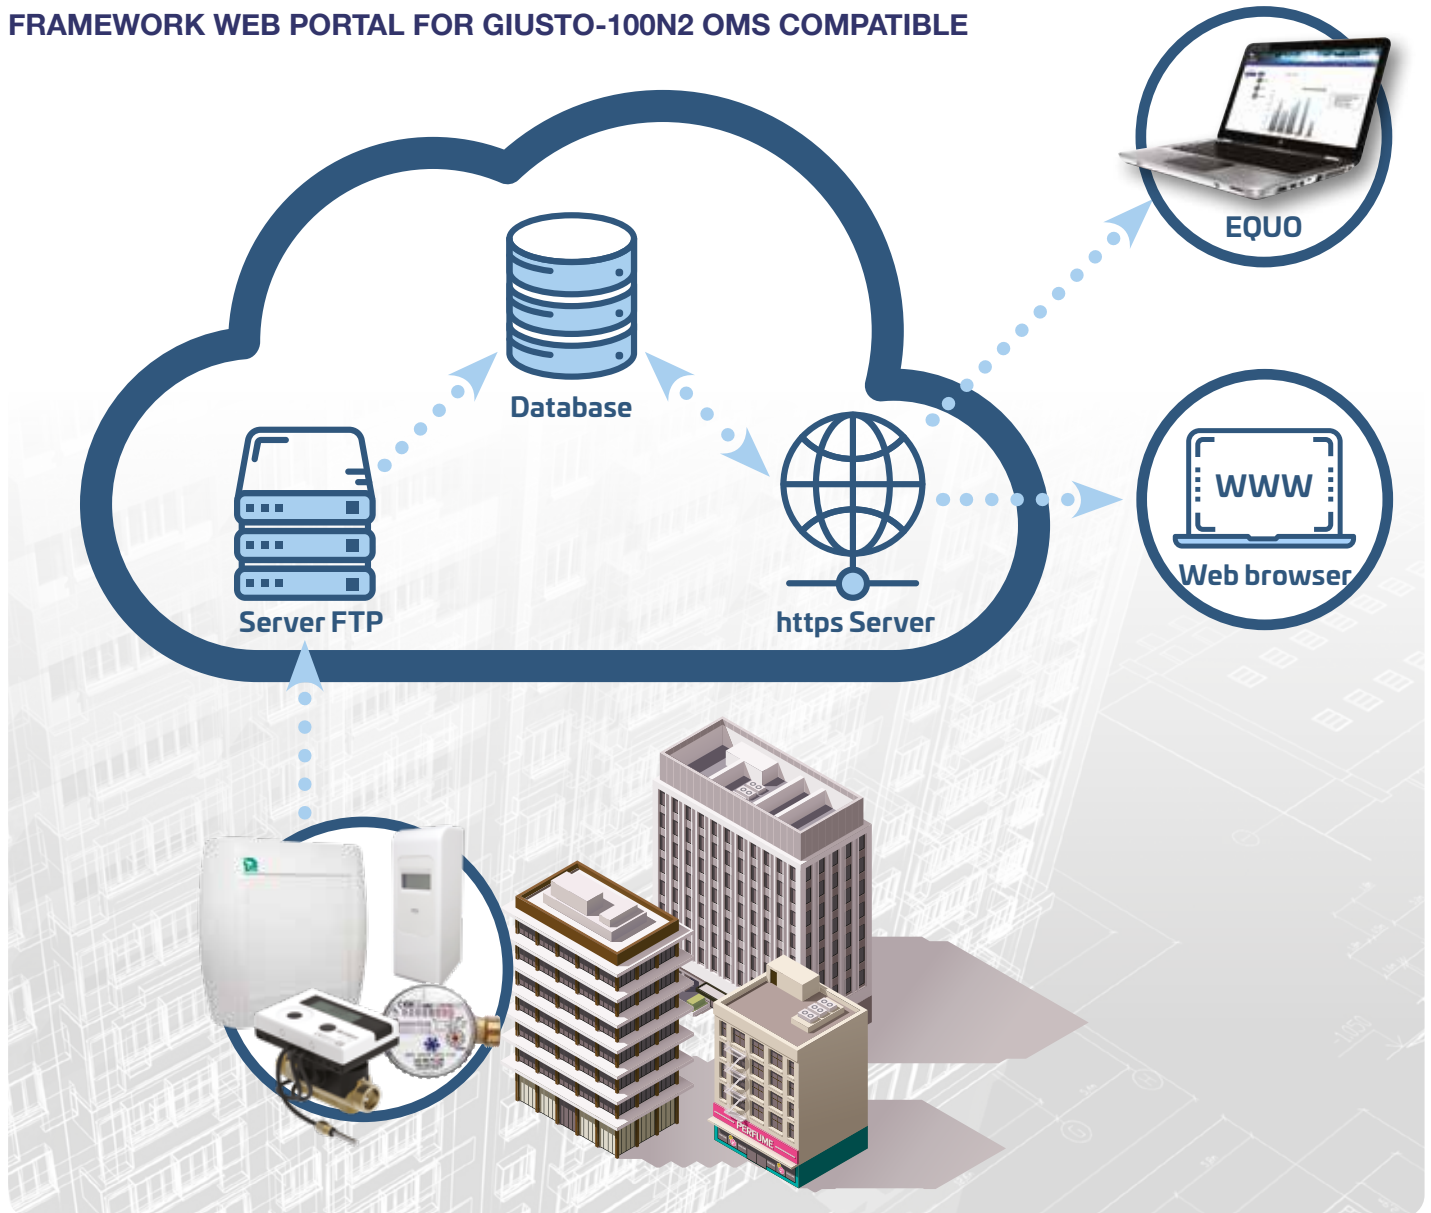 FRAMEWORK WEB PORTAL FOR GIUSTO-100N2 OMS COMPATIBLE
EQUO
Database
WWW
Web browser
Server FTP
https Server
PERFUME